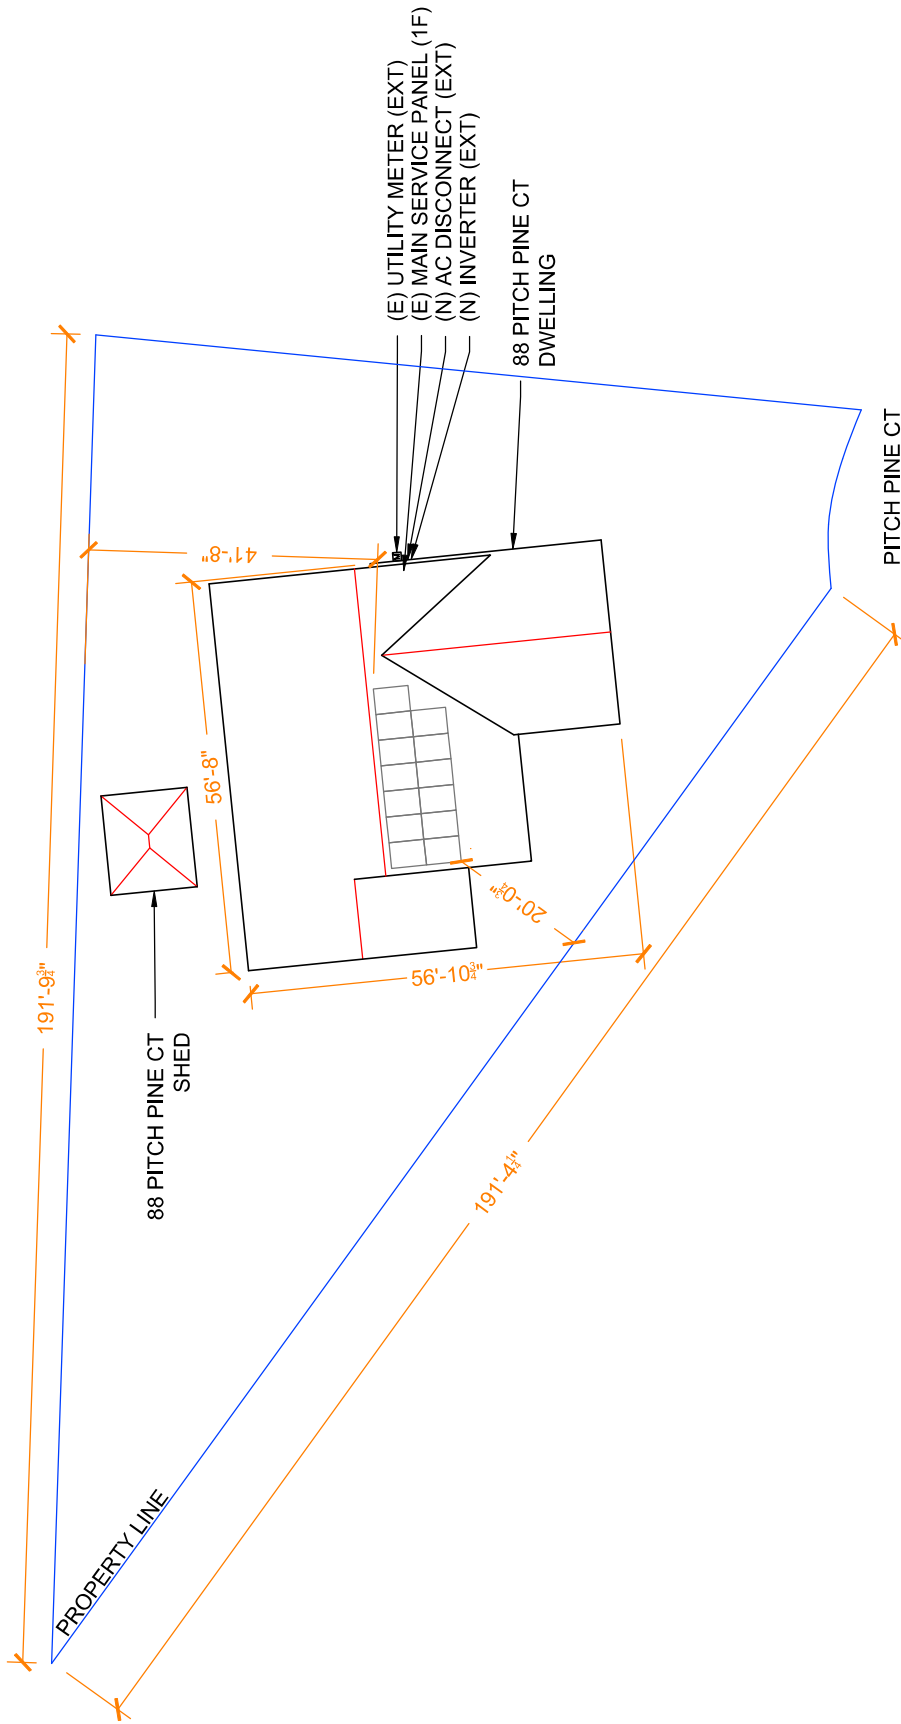 (E) UTILITY METER (EXT)
(E) MAIN SERVICE PANEL (1F)
(N) AC DISCONNECT (EXT)
(N) INVERTER (EXT)
88 PITCH PINE CT
DWELLING
PITCH PINE CT
41'-8"
56'-8"
20'-0¾"
56'-10¾"
191'-9¾"
88 PITCH PINE CT
SHED
191'-4¼"
PROPERTY LINE
M